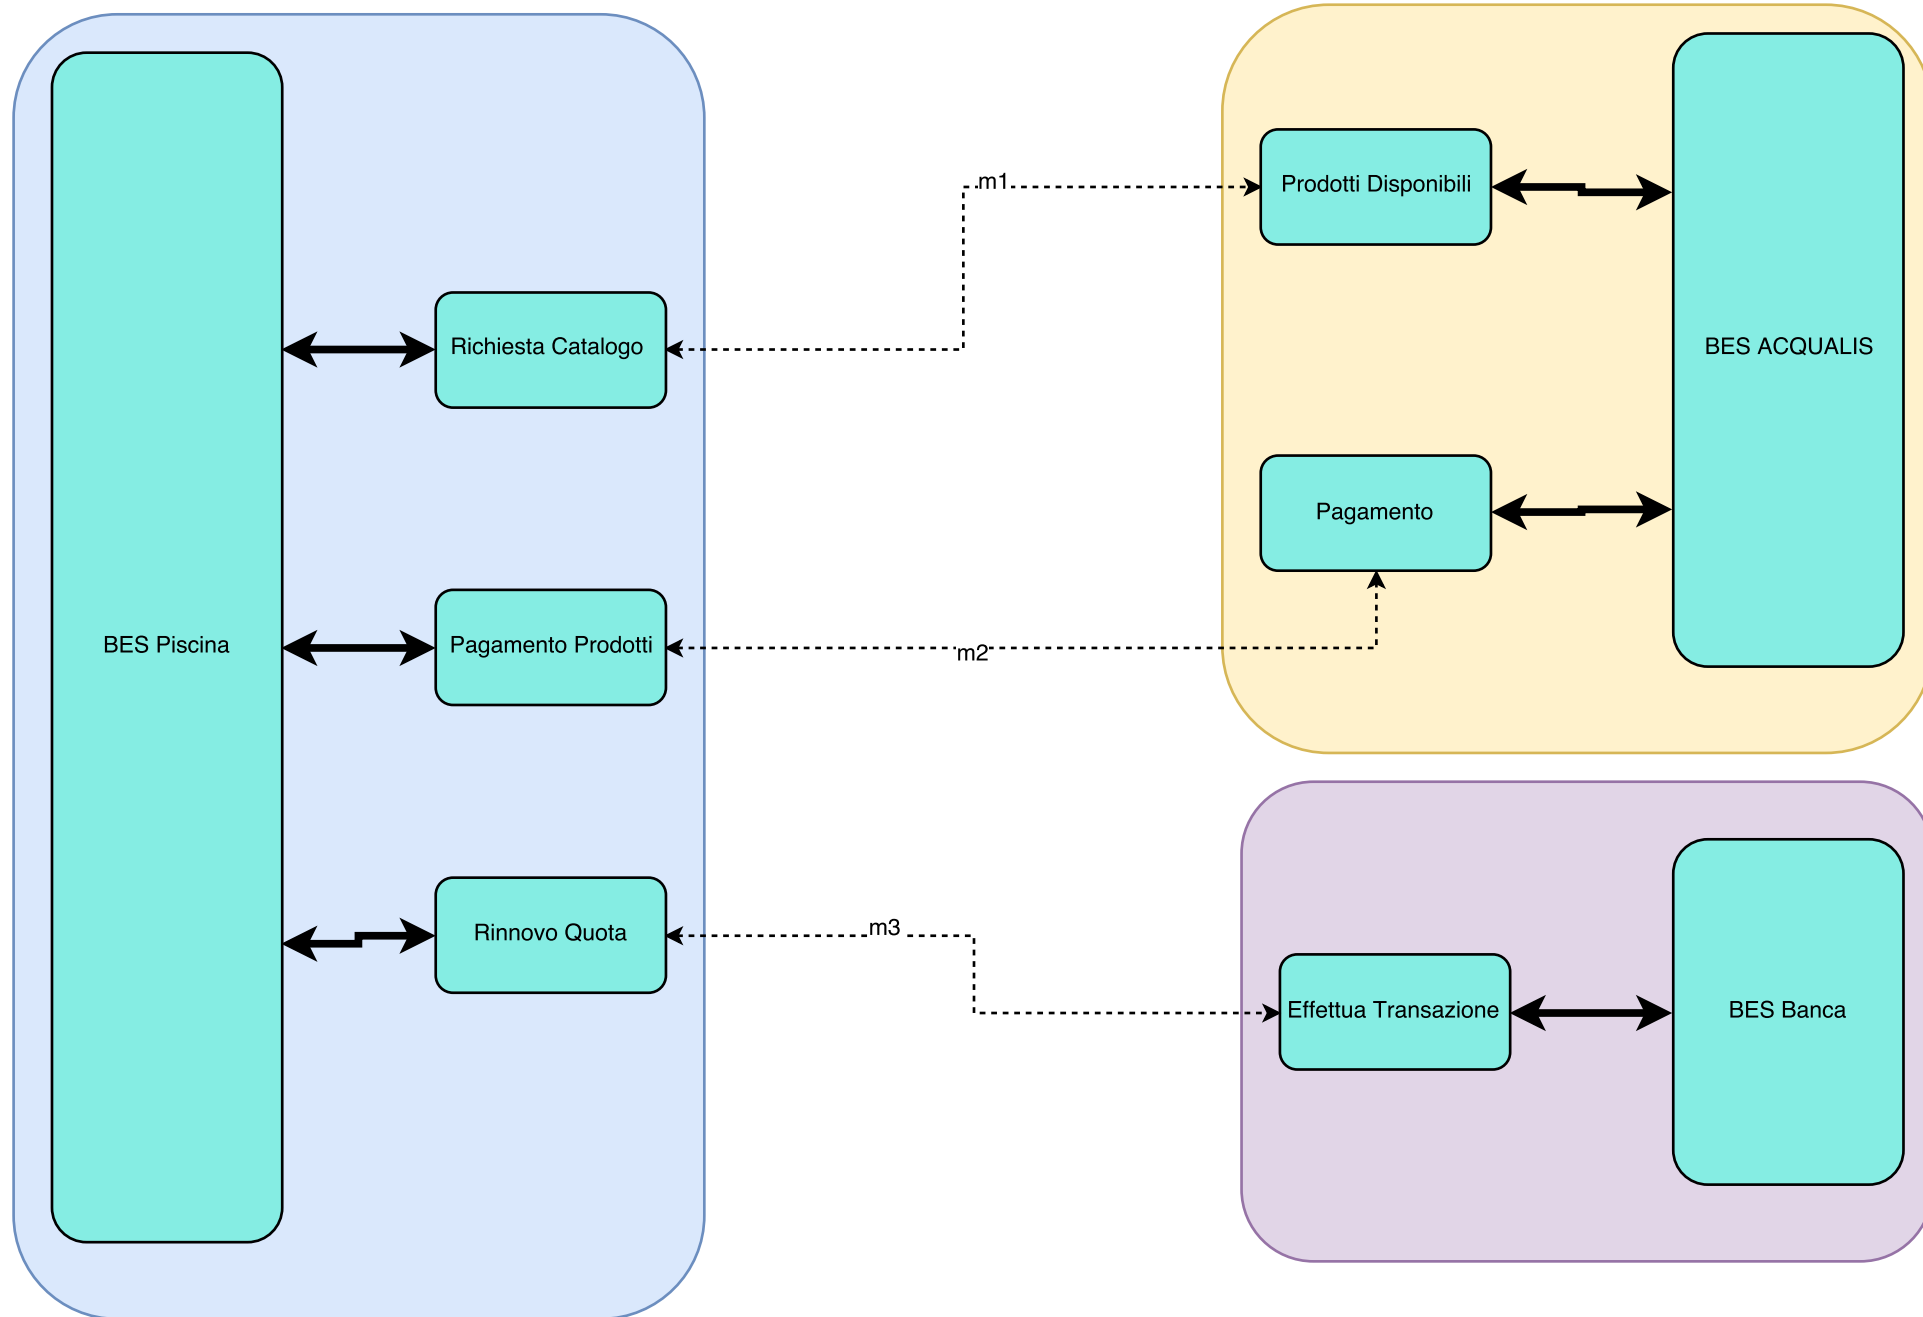 m1
Prodotti Disponibili
Richiesta Catalogo
BES ACQUALIS
Pagamento
BES Piscina
Pagamento Prodotti
m2
Rinnovo Quota
m3
Effettua Transazione
BES Banca